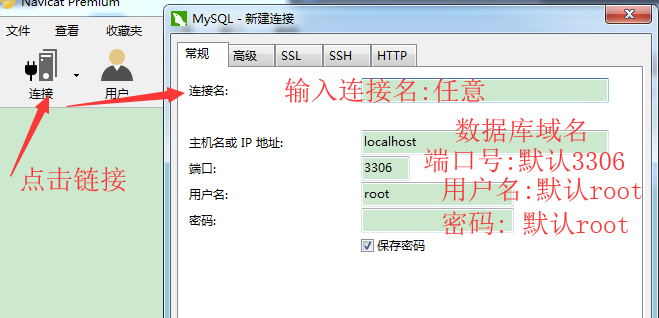 Navicat Premium
MySQL - 新建连接
文件 查看 收藏夹
常规 高级 SSL SSH HTTP
连接 用户
连接名: 输入连接名:任意
点击链接
主机名或 IP 地址: localhost 数据库域名
端口: 3306 端口号:默认3306
用户名: root 用户名:默认root
密码: 密码: 默认root
保存密码